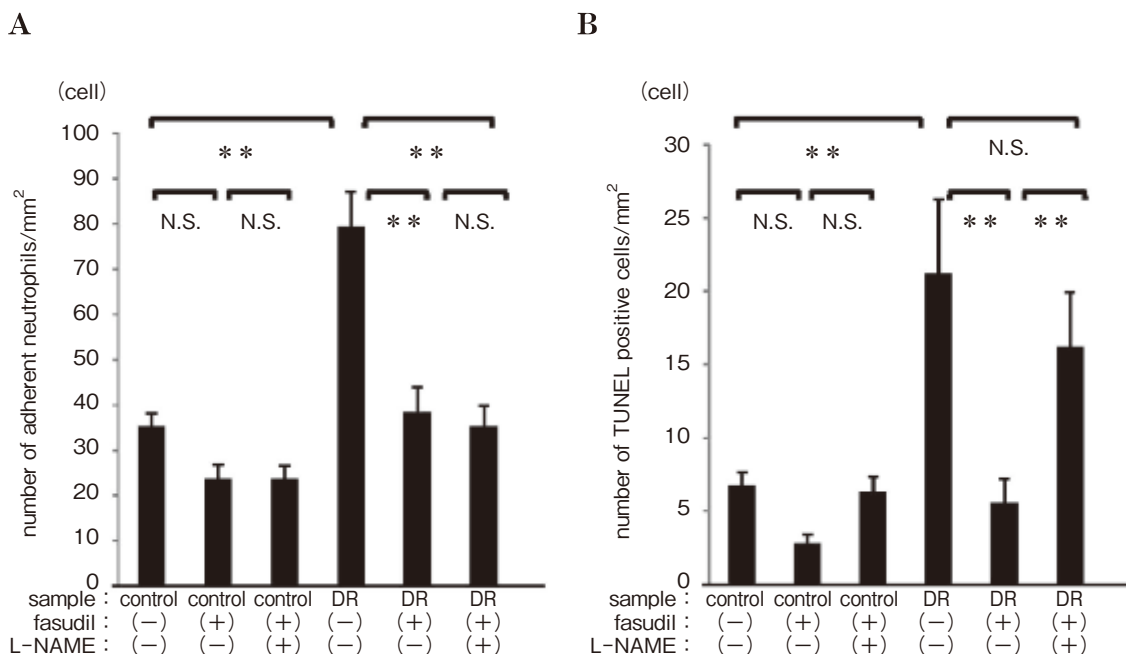 A
(cell)
100
90
80
70
60
50
40
30
20
10
0
number of adherent neutrophils/mm²
** **
N.S. N.S. ** N.S.
sample : control control control DR DR DR
fasudil : (−) (+) (+) (−) (+) (+)
L-NAME : (−) (−) (+) (−) (−) (+)
B
(cell)
30
25
20
15
10
5
0
number of TUNEL positive cells/mm²
** N.S.
N.S. N.S. ** **
sample : control control control DR DR DR
fasudil : (−) (+) (+) (−) (+) (+)
L-NAME : (−) (−) (+) (−) (−) (+)